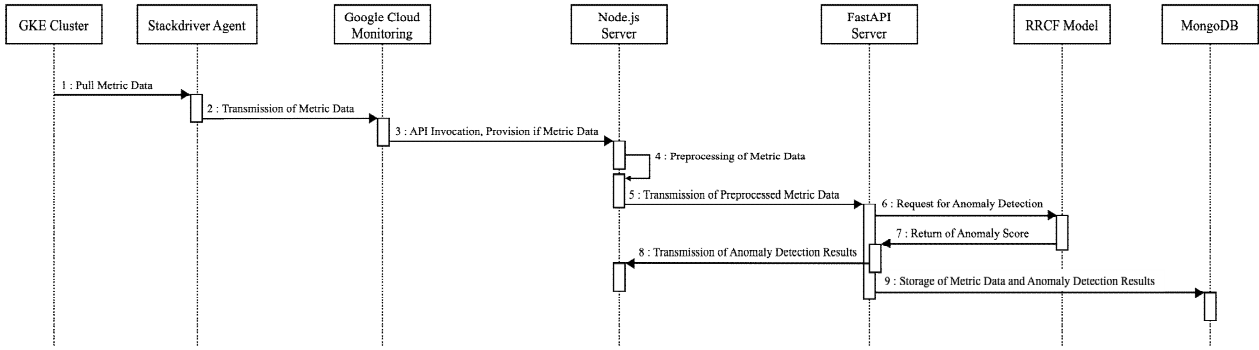 GKE Cluster
Stackdriver Agent
Google Cloud
Monitoring
Node.js
Server
FastAPI
Server
RRCF Model
MongoDB
1 : Pull Metric Data
2 : Transmission of Metric Data
3 : API Invocation, Provision if Metric Data
4 : Preprocessing of Metric Data
5 : Transmission of Preprocessed Metric Data
6 : Request for Anomaly Detection
7 : Return of Anomaly Score
8 : Transmission of Anomaly Detection Results
9 : Storage of Metric Data and Anomaly Detection Results